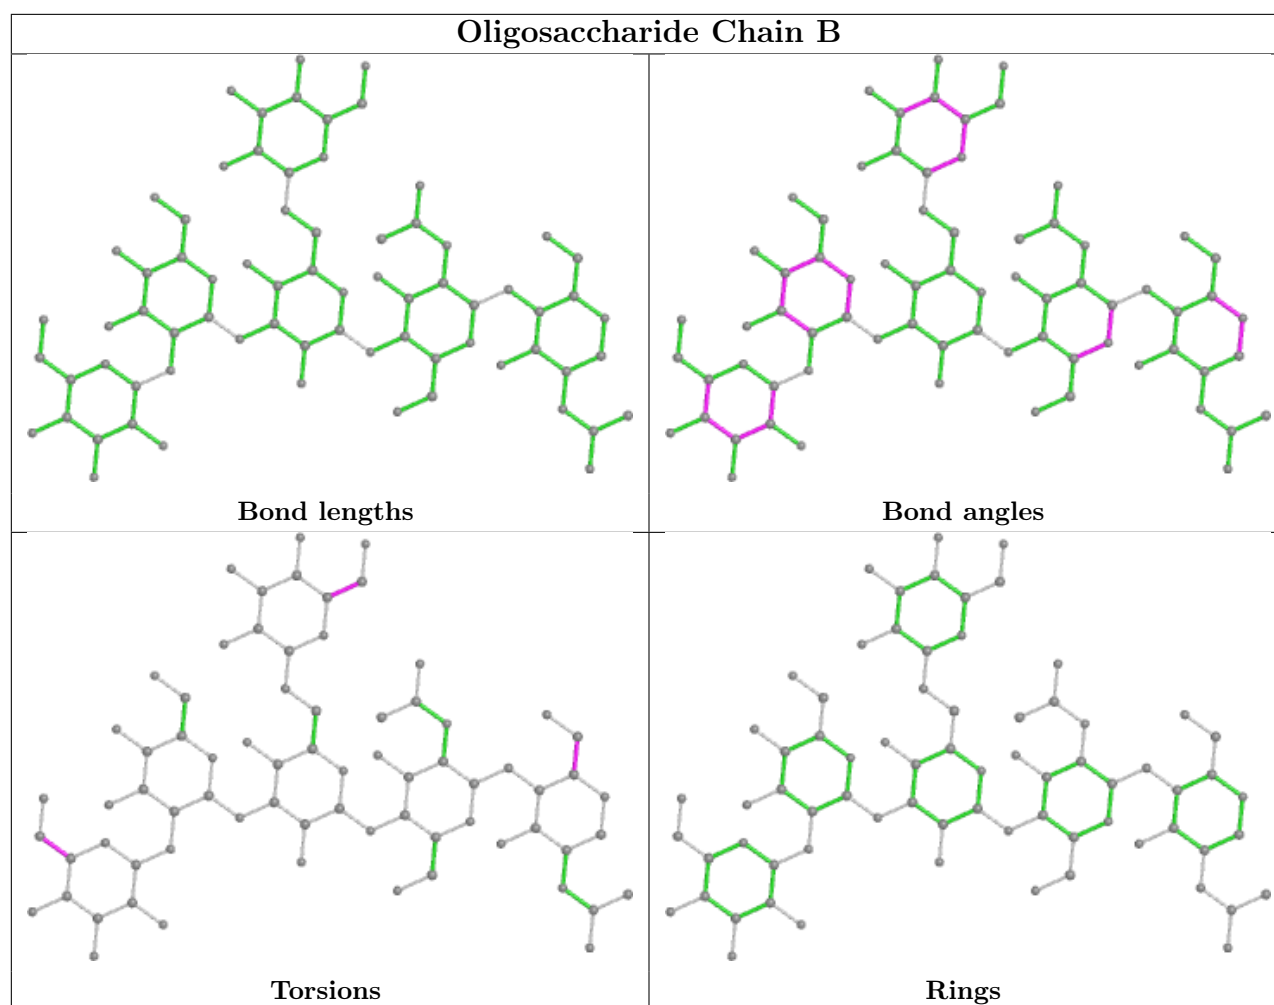 Oligosaccharide Chain B
Bond lengths
Bond angles
Torsions
Rings